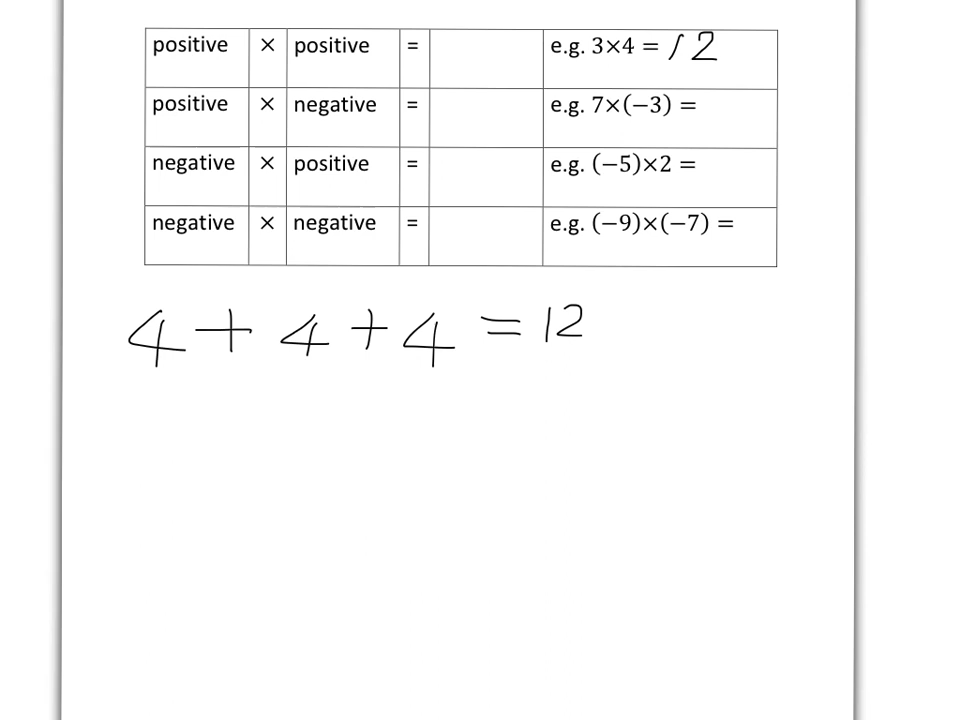 positive × positive = e.g. 3×4 = 12
positive × negative = e.g. 7×(−3) =
negative × positive = e.g. (−5)×2 =
negative × negative = e.g. (−9)×(−7) =
4 + 4 + 4 = 12